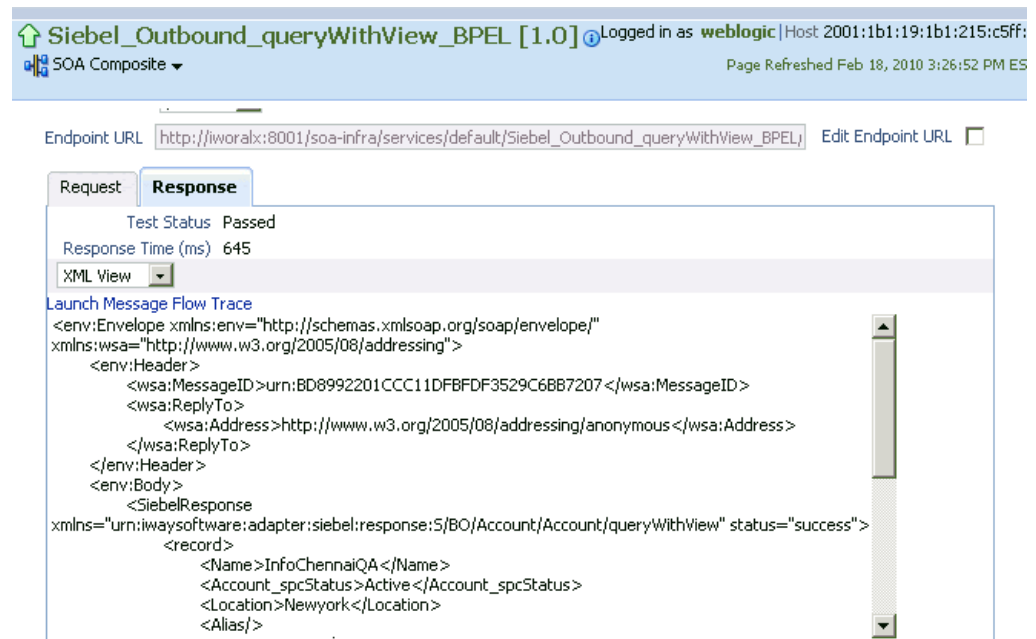 Siebel_Outbound_queryWithView_BPEL [1.0] Logged in as weblogic|Host 2001:1b1:19:1b1:215:c5ff:
SOA Composite Page Refreshed Feb 18, 2010 3:26:52 PM ES
Endpoint URL http://iworalx:8001/soa-infra/services/default/Siebel_Outbound_queryWithView_BPEL/ Edit Endpoint URL
Request Response
Test Status Passed
Response Time (ms) 645
XML View
Launch Message Flow Trace
<env:Envelope xmlns:env="http://schemas.xmlsoap.org/soap/envelope/"
xmlns:wsa="http://www.w3.org/2005/08/addressing">
<env:Header>
<wsa:MessageID>urn:BD8992201CCC11DFBFDF3529C6BB7207</wsa:MessageID>
<wsa:ReplyTo>
<wsa:Address>http://www.w3.org/2005/08/addressing/anonymous</wsa:Address>
</wsa:ReplyTo>
</env:Header>
<env:Body>
<SiebelResponse
xmlns="urn:iwaysoftware:adapter:siebel:response:S/BO/Account/Account/queryWithView" status="success">
<record>
<Name>InfoChennaiQA</Name>
<Account_spcStatus>Active</Account_spcStatus>
<Location>Newyork</Location>
<Alias/>